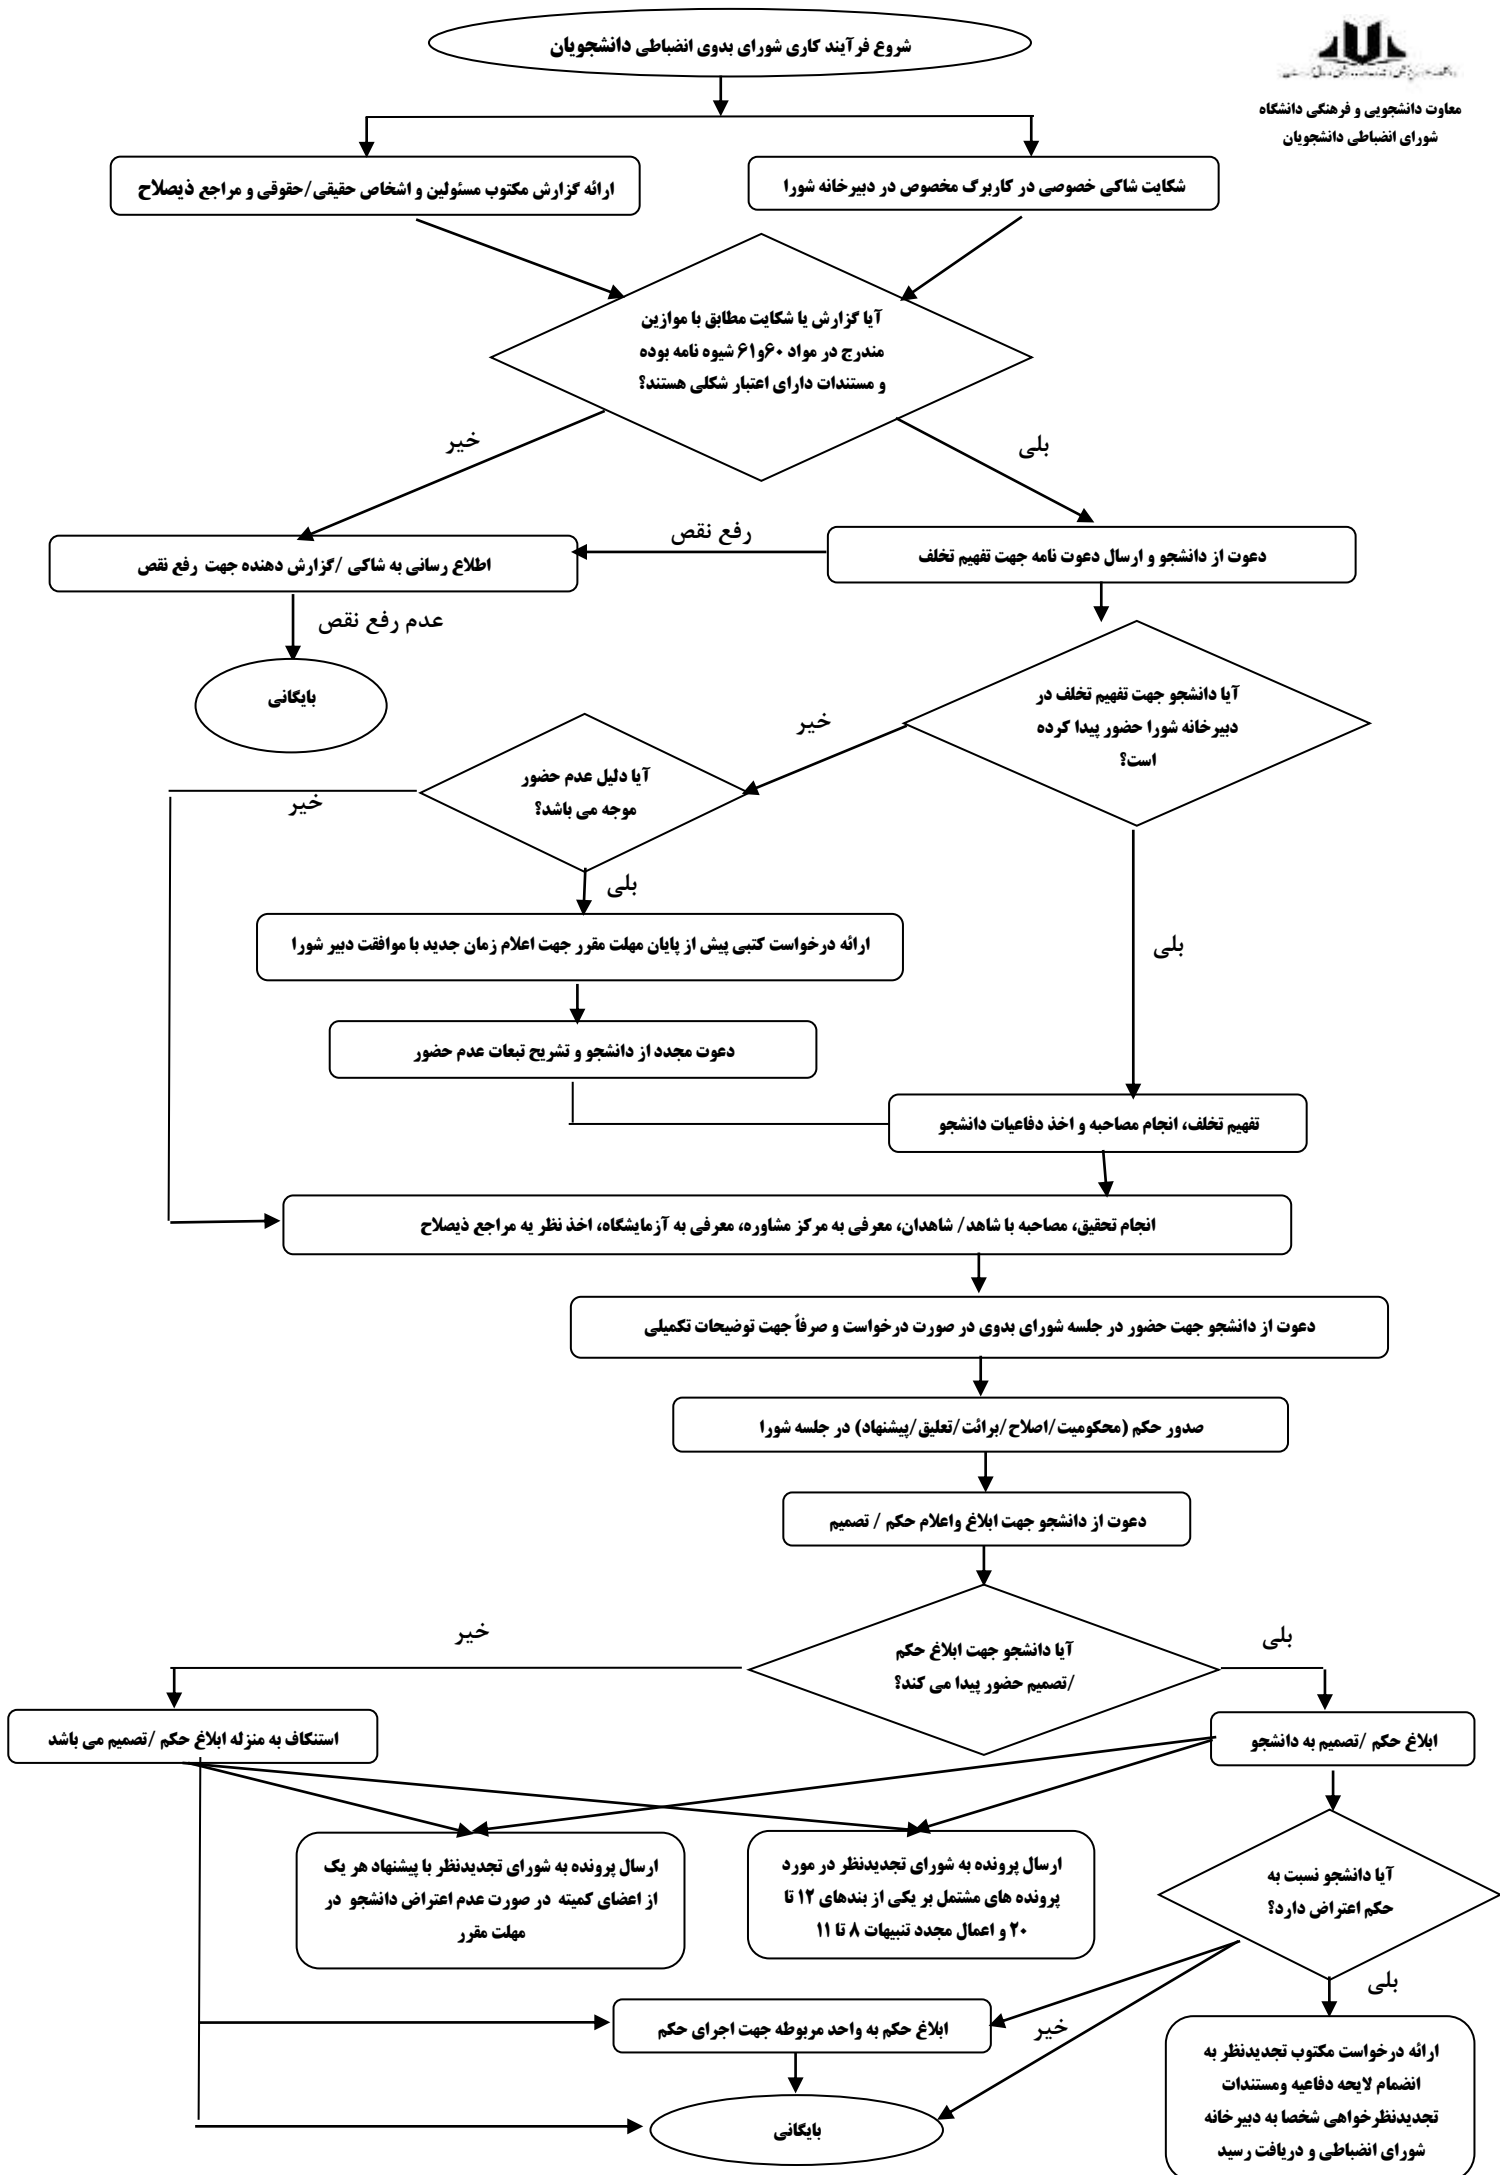 شروع فرآیند کاری شورای بدوی انضباطی دانشجویان
معاوت دانشجویی و فرهنگی دانشگاه
شورای انضباطی دانشجویان
شکایت شاکی خصوصی در کاربرگ مخصوص در دبیرخانه شورا
ارائه گزارش مکتوب مسئولین و اشخاص حقیقی/حقوقی و مراجع ذیصلاح
آیا گزارش یا شکایت مطابق با موازین
مندرج در مواد ۶۰و۶۱ شیوه نامه بوده
و مستندات دارای اعتبار شکلی هستند؟
خیر
بلی
دعوت از دانشجو و ارسال دعوت نامه جهت تفهیم تخلف
رفع نقص
اطلاع رسانی به شاکی /گزارش دهنده جهت رفع نقص
عدم رفع نقص
بایگانی
آیا دانشجو جهت تفهیم تخلف در
دبیرخانه شورا حضور پیدا کرده
است؟
خیر
آیا دلیل عدم حضور
موجه می باشد؟
خیر
بلی
ارائه درخواست کتبی پیش از پایان مهلت مقرر جهت اعلام زمان جدید با موافقت دبیر شورا
بلی
دعوت مجدد از دانشجو و تشریح تبعات عدم حضور
تفهیم تخلف، انجام مصاحبه و اخذ دفاعیات دانشجو
انجام تحقیق، مصاحبه با شاهد/ شاهدان، معرفی به مرکز مشاوره، معرفی به آزمایشگاه، اخذ نظر یه مراجع ذیصلاح
دعوت از دانشجو جهت حضور در جلسه شورای بدوی در صورت درخواست و صرفاً جهت توضیحات تکمیلی
صدور حکم (محکومیت/اصلاح/برائت/تعلیق/پیشنهاد) در جلسه شورا
دعوت از دانشجو جهت ابلاغ واعلام حکم / تصمیم
آیا دانشجو جهت ابلاغ حکم
/تصمیم حضور پیدا می کند؟
بلی
خیر
ابلاغ حکم /تصمیم به دانشجو
استنکاف به منزله ابلاغ حکم /تصمیم می باشد
ارسال پرونده به شورای تجدیدنظر در مورد
پرونده های مشتمل بر یکی از بندهای ۱۲ تا
۲۰ و اعمال مجدد تنبیهات ۸ تا ۱۱
ارسال پرونده به شورای تجدیدنظر با پیشنهاد هر یک
از اعضای کمیته در صورت عدم اعتراض دانشجو در
مهلت مقرر
آیا دانشجو نسبت به
حکم اعتراض دارد؟
بلی
خیر
ابلاغ حکم به واحد مربوطه جهت اجرای حکم
بایگانی
ارائه درخواست مکتوب تجدیدنظر به
انضمام لایحه دفاعیه ومستندات
تجدیدنظرخواهی شخصا به دبیرخانه
شورای انضباطی و دریافت رسید